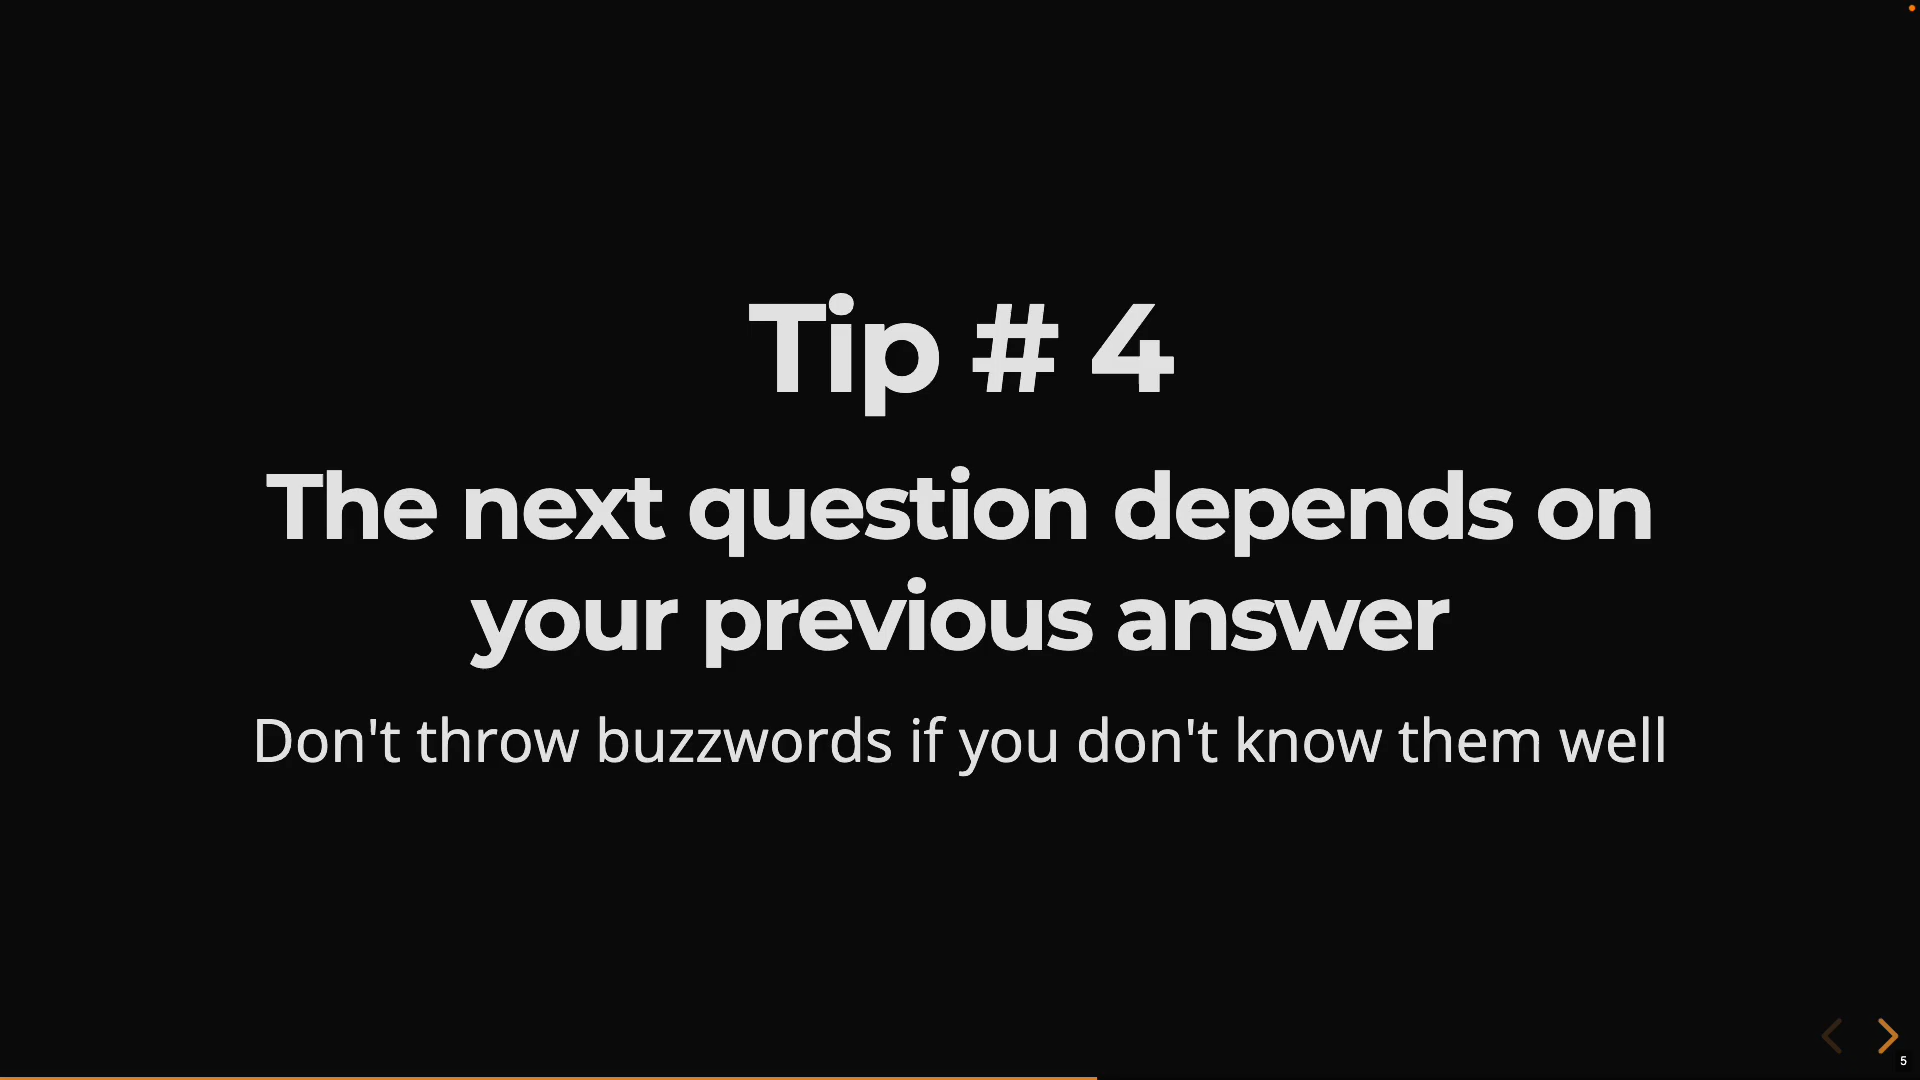 Tip # 4
The next question depends on
your previous answer
Don't throw buzzwords if you don't know them well
5